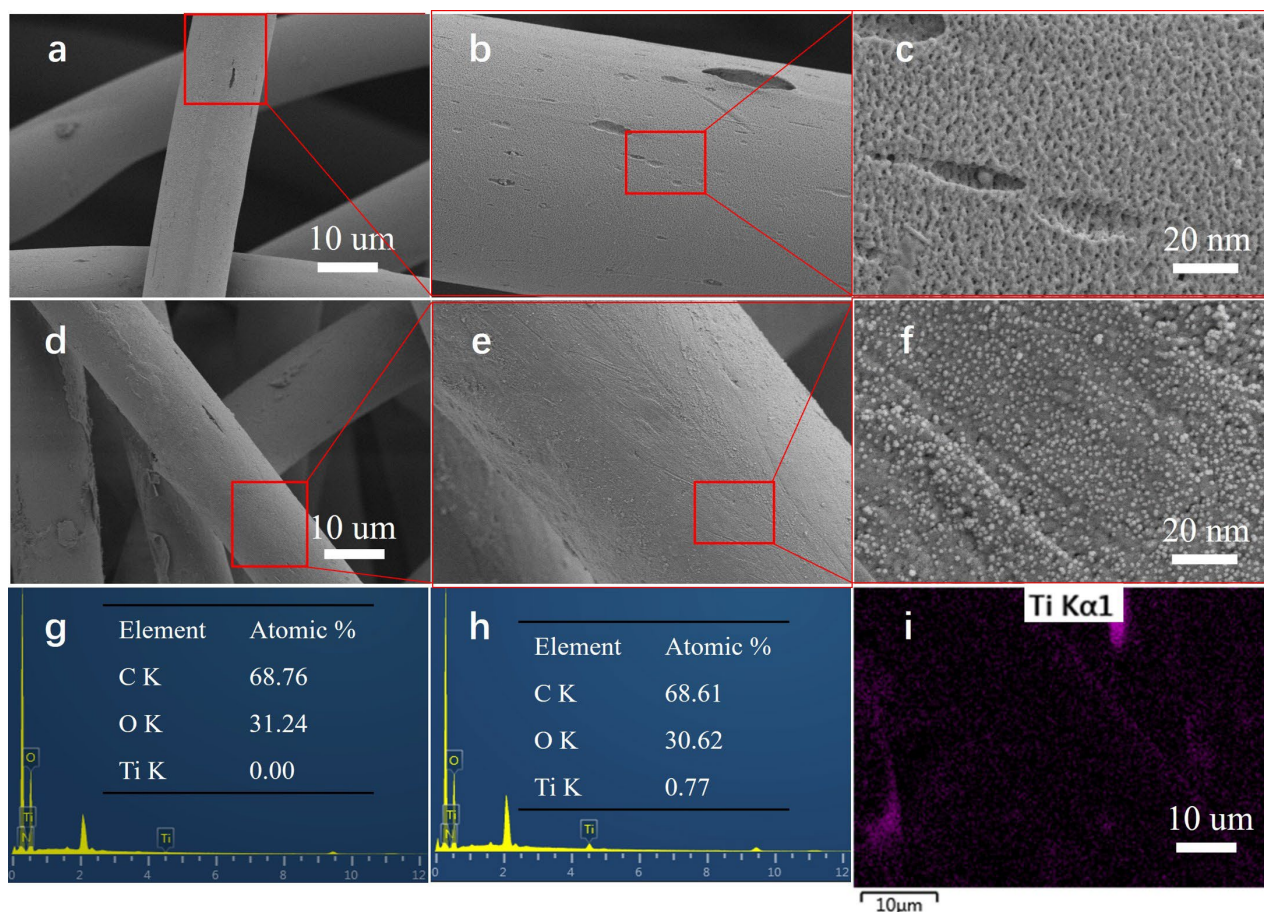 a
b
c
10 um
20 nm
d
e
f
10 um
20 nm
g
Element Atomic %
C K 68.76
O K 31.24
Ti K 0.00
O
Ti
N
Ti
0 2 4 6 8 10 12
h
Element Atomic %
C K 68.61
O K 30.62
Ti K 0.77
O
Ti
N
Ti
0 2 4 6 8 10 12
Ti Kα1
i
10 um
10μm